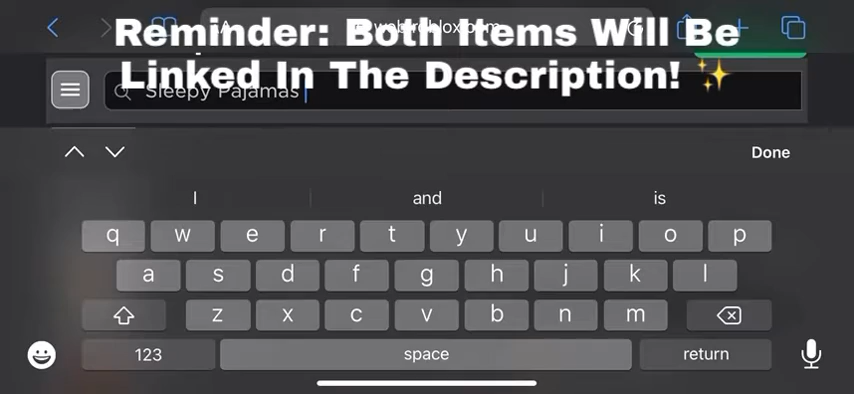 Reminder: Both Items Will Be
Linked In The Description! ✨
Sleepy Pajamas
Done
I and is
q w e r t y u i o p
a s d f g h j k l
z x c v b n m
123 space return